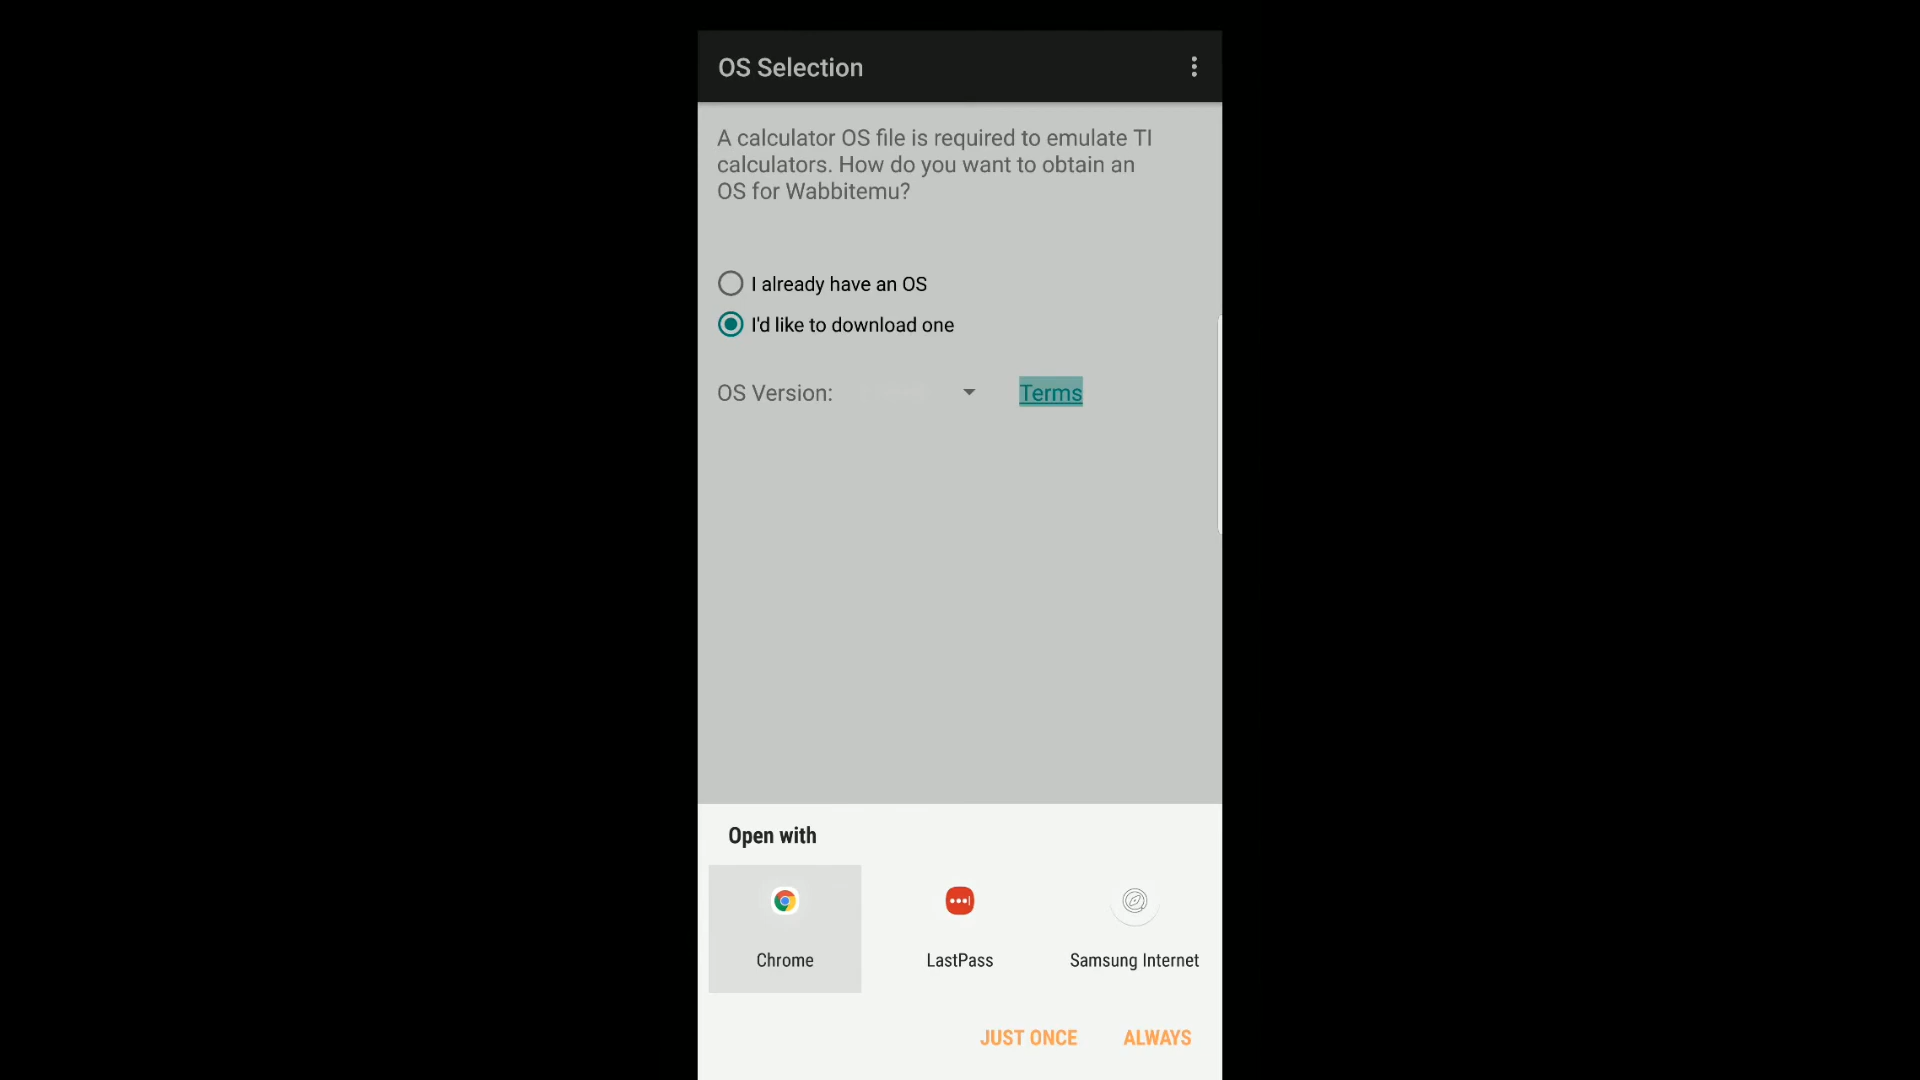 OS Selection
A calculator OS file is required to emulate TI
calculators. How do you want to obtain an
OS for Wabbitemu?
I already have an OS
I'd like to download one
OS Version:
Terms
Open with
Chrome
LastPass
Samsung Internet
JUST ONCE
ALWAYS